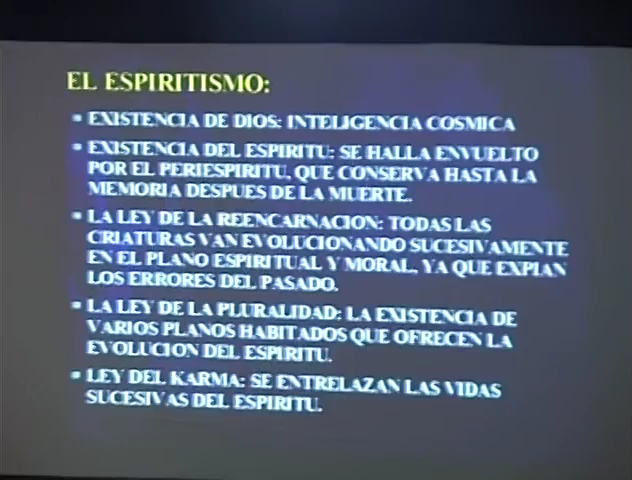 EL ESPIRITISMO:
▪ EXISTENCIA DE DIOS: INTELIGENCIA COSMICA
▪ EXISTENCIA DEL ESPIRITU: SE HALLA ENVUELTO
POR EL PERIESPIRITU, QUE CONSERVA HASTA LA
MEMORIA DESPUES DE LA MUERTE.
▪ LA LEY DE LA REENCARNACION: TODAS LAS
CRIATURAS VAN EVOLUCIONANDO SUCESIVAMENTE
EN EL PLANO ESPIRITUAL Y MORAL, YA QUE EXPIAN
LOS ERRORES DEL PASADO.
▪ LA LEY DE LA PLURALIDAD: LA EXISTENCIA DE
VARIOS PLANOS HABITADOS QUE OFRECEN LA
EVOLUCION DEL ESPIRITU.
▪ LEY DEL KARMA: SE ENTRELAZAN LAS VIDAS
SUCESIVAS DEL ESPIRITU.